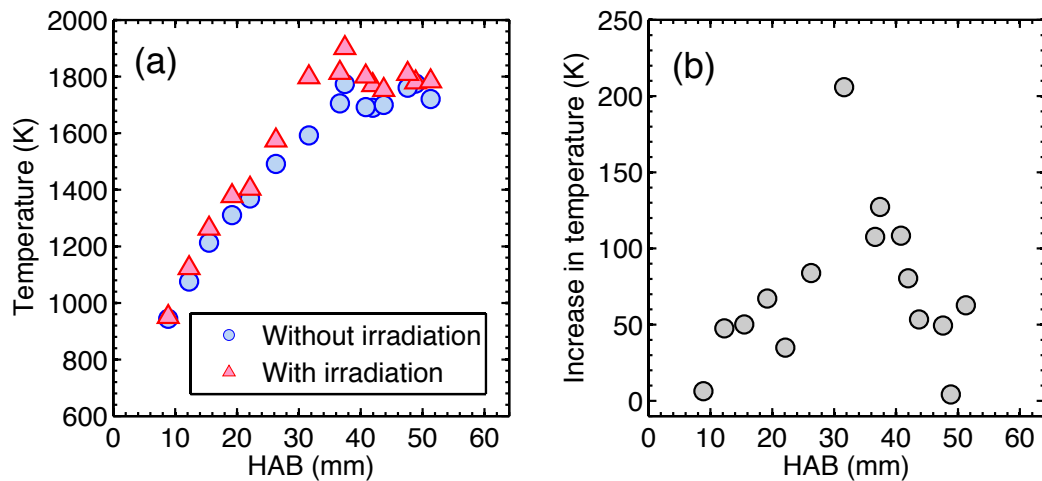 (a)
Temperature (K)
2000
1800
1600
1400
1200
1000
800
600
0 10 20 30 40 50 60
HAB (mm)
Without irradiation
With irradiation
(b)
Increase in temperature (K)
250
200
150
100
50
0
0 10 20 30 40 50 60
HAB (mm)